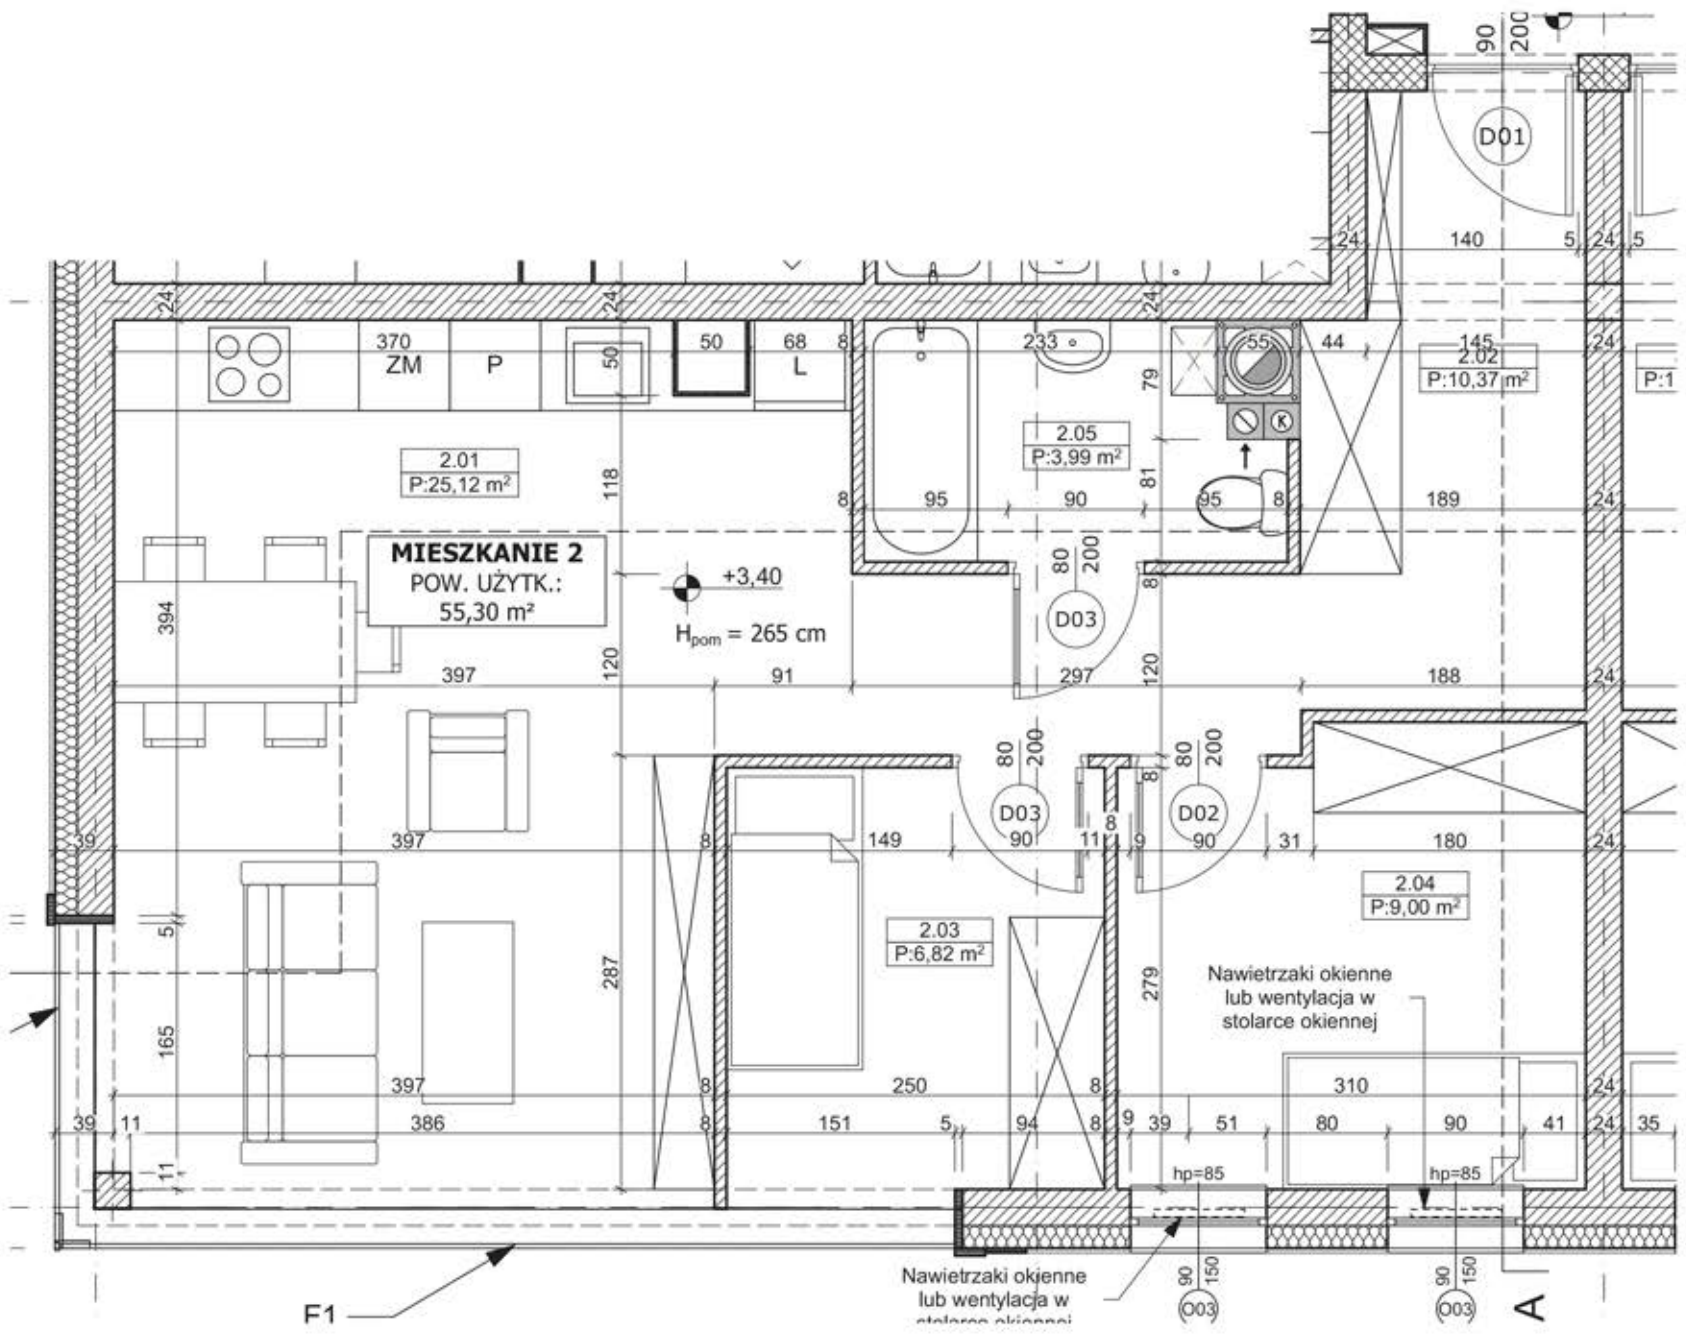 90
200
D01
24 140 5 24 5
24
24
24
370 50 68 8 233 55 44 145 24
ZM P L
50
79
2.02
P:10,37 m²
P:1
2.01
P:25,12 m²
2.05
P:3,99 m²
K
118
81
8 95 90 95 8 189 24
MIESZKANIE 2
POW. UŻYTK.:
55,30 m²
+3,40
Hpom = 265 cm
80
200
D03
8
394
120
120
397 91 297 188 24
80
200
80
200
8
D03
D02
39 397 8 149 90 11 8 9 90 31 180 24
2.04
P:9,00 m²
2.03
P:6,82 m²
5
287
279
165
Nawietrzaki okienne
lub wentylacja w
stolarce okiennej
397 8 250 8 310 24
39 11 386 8 151 5 94 8 9 39 51 80 90 41 24 35
11
hp=85 hp=85
Nawietrzaki okienne
lub wentylacja w
stolarce okiennej
90
150
O03
90
150
O03
F1
A